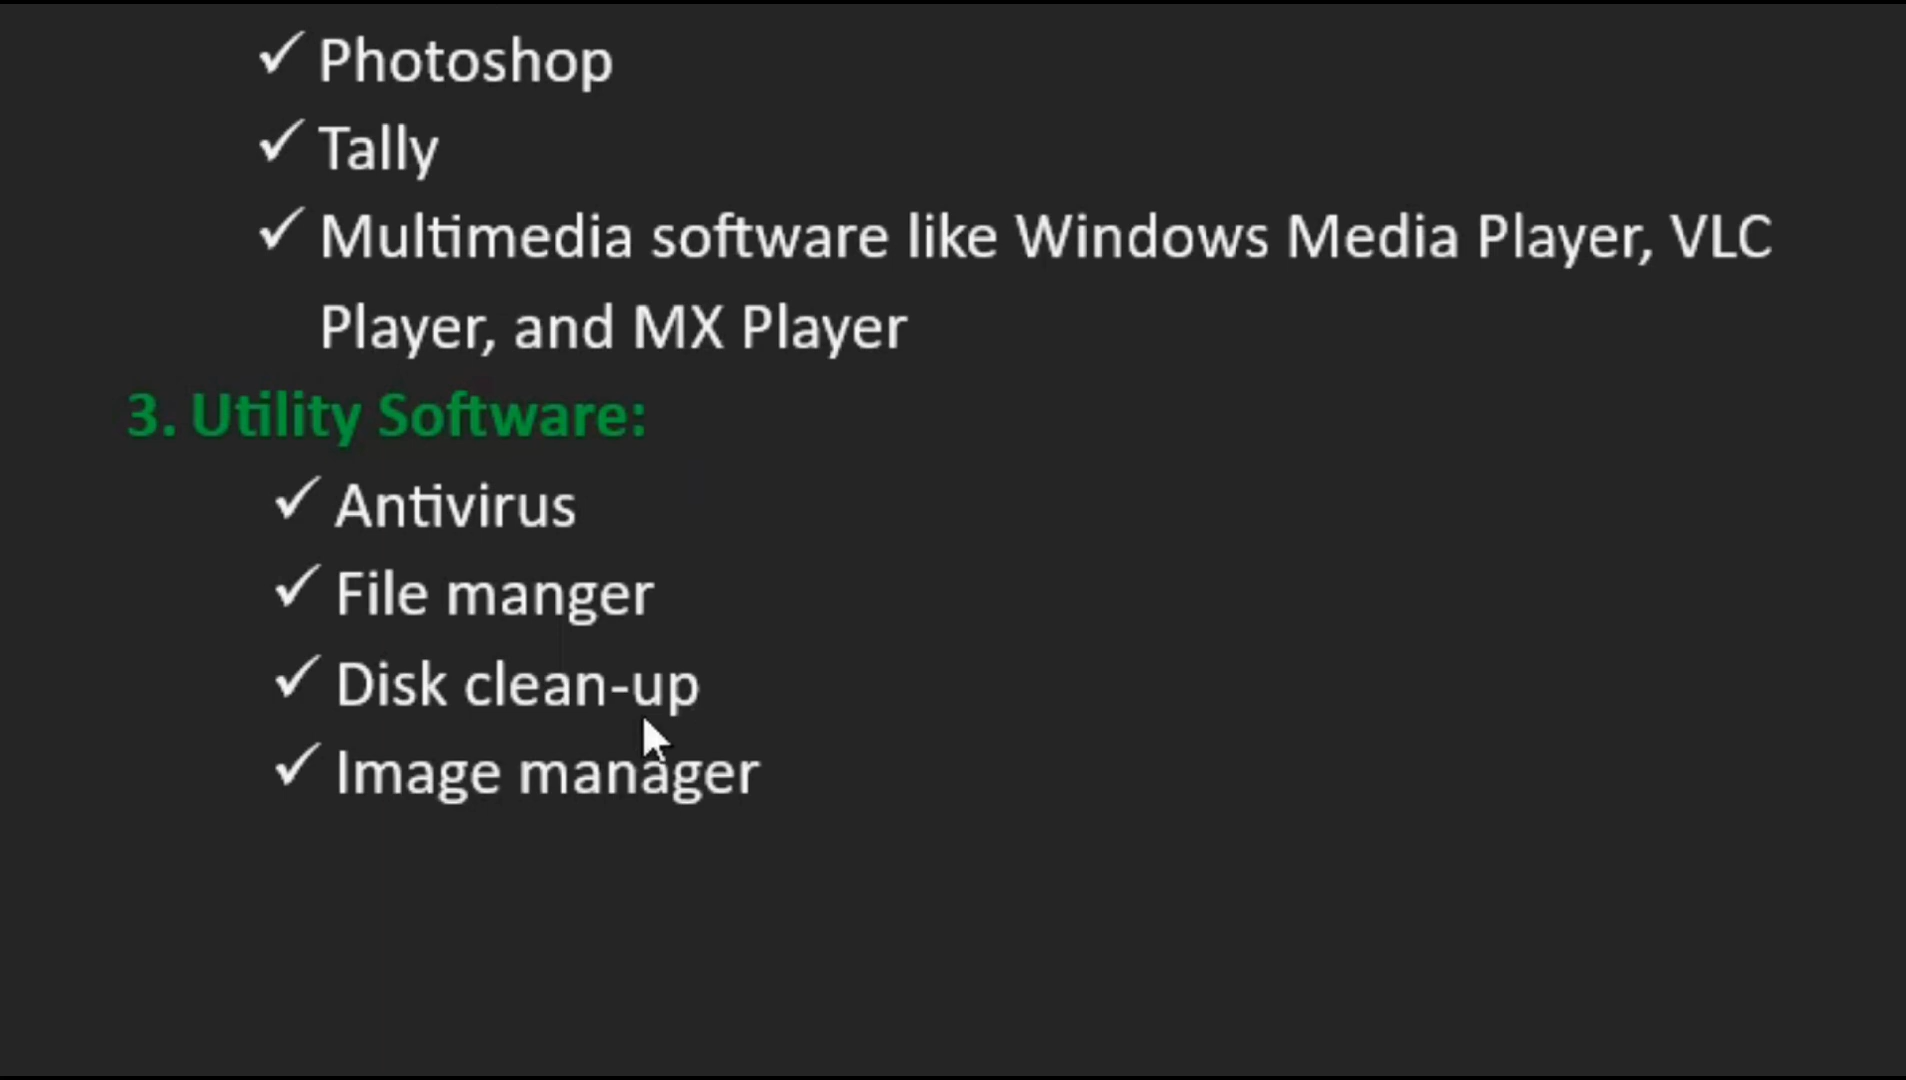 ✓ Photoshop
✓ Tally
✓ Multimedia software like Windows Media Player, VLC
Player, and MX Player
3. Utility Software:
✓ Antivirus
✓ File manger
✓ Disk clean-up
✓ Image manager